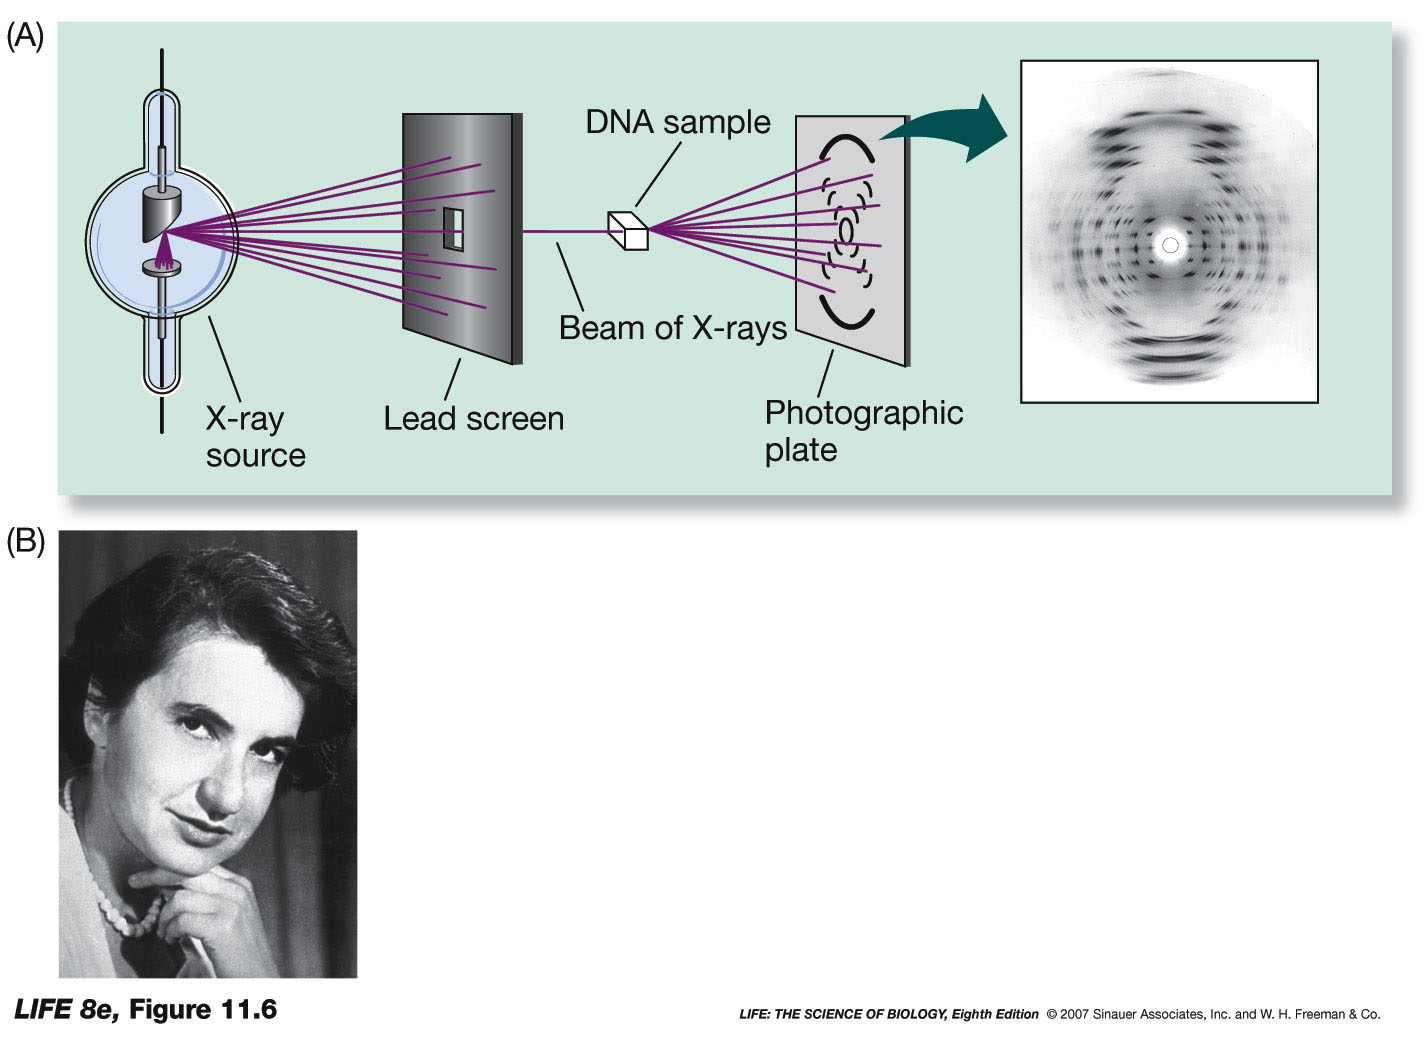 (A)
DNA sample
Beam of X-rays
X-ray
source
Lead screen
Photographic
plate
(B)
LIFE 8e, Figure 11.6
LIFE: THE SCIENCE OF BIOLOGY, Eighth Edition © 2007 Sinauer Associates, Inc. and W. H. Freeman & Co.